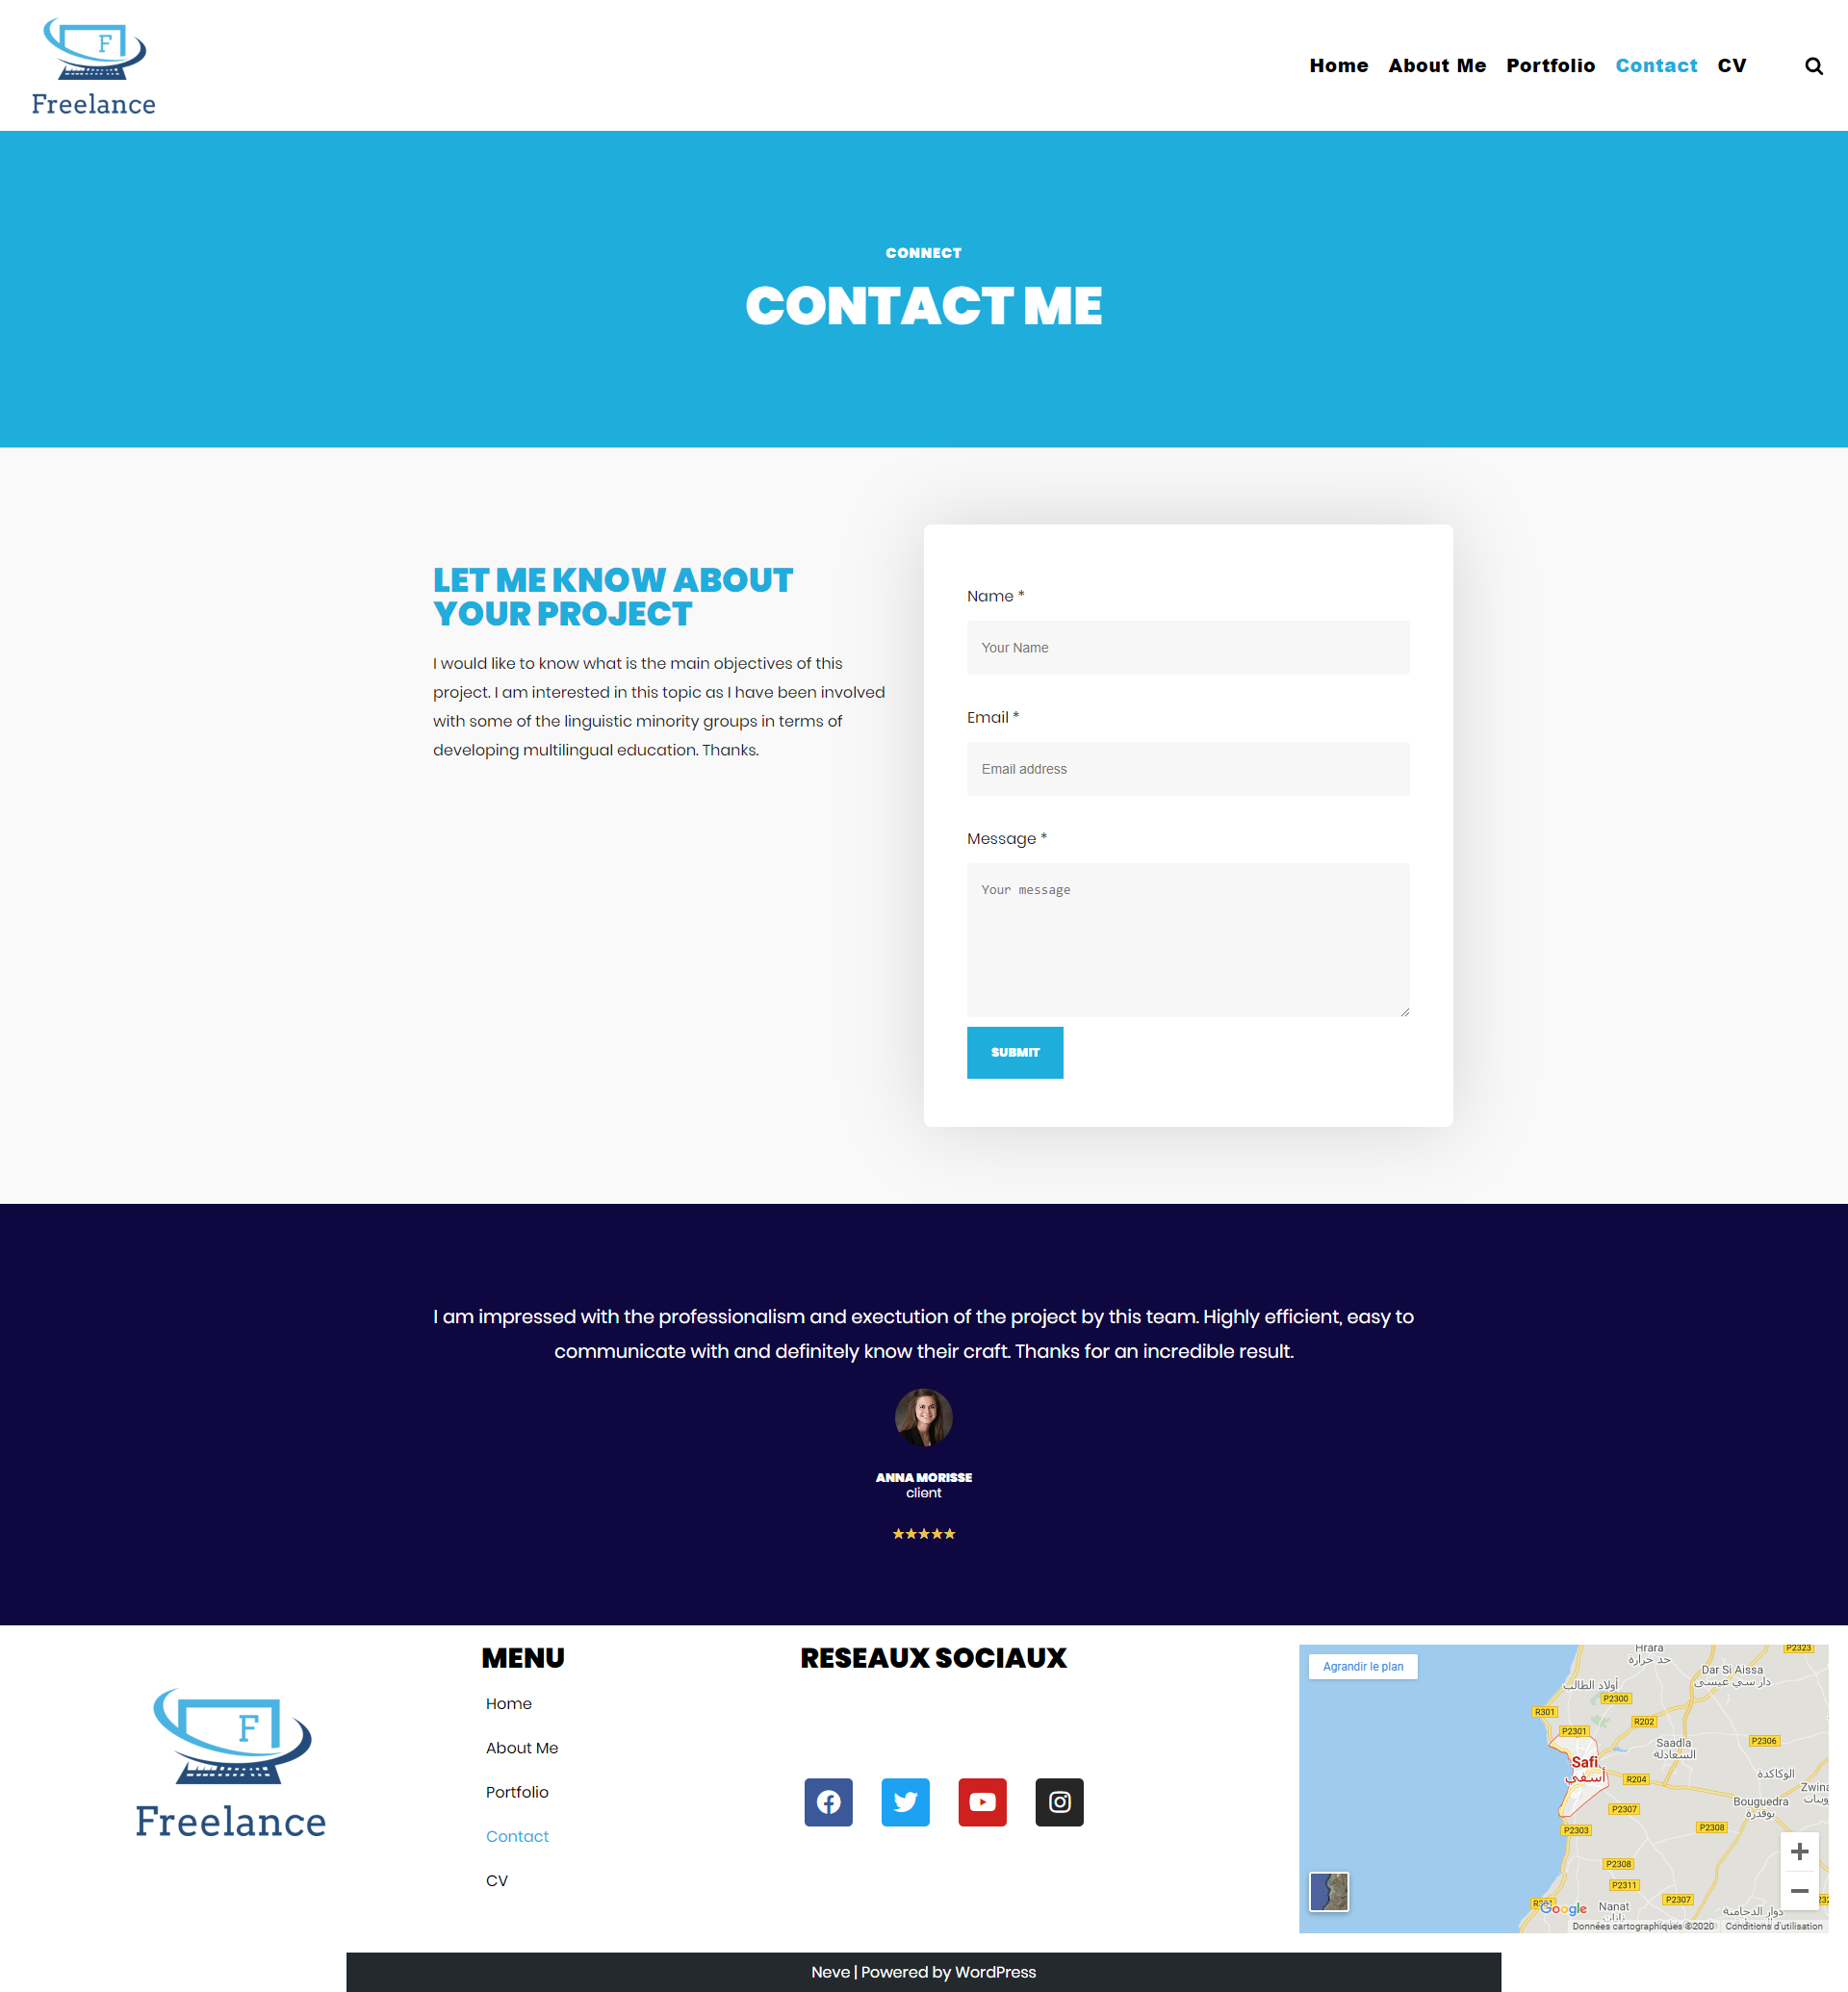 F
Freelance
Home About Me Portfolio Contact CV
CONNECT
CONTACT ME
LET ME KNOW ABOUT
YOUR PROJECT
I would like to know what is the main objectives of this
project. I am interested in this topic as I have been involved
with some of the linguistic minority groups in terms of
developing multilingual education. Thanks.
Name *
Your Name
Email *
Email address
Message *
Your message
SUBMIT
I am impressed with the professionalism and exectution of the project by this team. Highly efficient, easy to
communicate with and definitely know their craft. Thanks for an incredible result.
ANNA MORISSE
client
F
Freelance
MENU
Home
About Me
Portfolio
Contact
CV
RESEAUX SOCIAUX
Agrandir le plan
Hrara
حد حرارة
P2323
Dar Si Aissa
دار سي عيسى
أولاد الطالب
P2300
R301
R202
P2301
Saadla
السعادلة
P2306
Safi
أسفي
R204
الوكاكدة
Bouguedra
بوقدرة
P2307
P2303
P2308
P2308
P2311
P2307
Nanat
نانات
Google
Données cartographiques ©2020 Conditions d'utilisation
Neve | Powered by WordPress